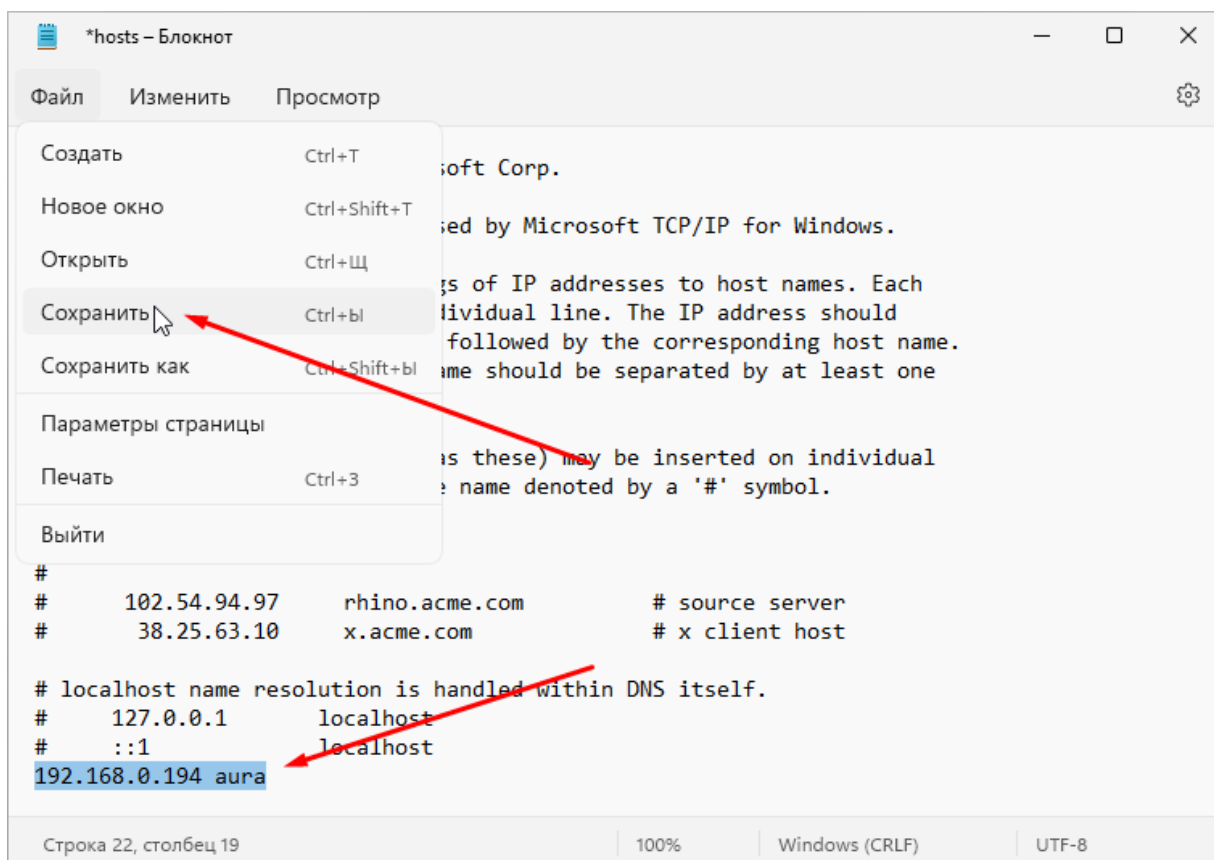 *hosts – Блокнот
Файл Изменить Просмотр
Создать Ctrl+T
soft Corp.
Новое окно Ctrl+Shift+T
sed by Microsoft TCP/IP for Windows.
Открыть Ctrl+Щ
gs of IP addresses to host names. Each
Сохранить Ctrl+Ы
dividual line. The IP address should
followed by the corresponding host name.
Сохранить как Ctrl+Shift+Ы
ame should be separated by at least one
Параметры страницы
as these) may be inserted on individual
Печать Ctrl+З
e name denoted by a '#' symbol.
Выйти
#
# 102.54.94.97 rhino.acme.com # source server
# 38.25.63.10 x.acme.com # x client host
# localhost name resolution is handled within DNS itself.
# 127.0.0.1 localhost
# ::1 localhost
192.168.0.194 aura
Строка 22, столбец 19 100% Windows (CRLF) UTF-8